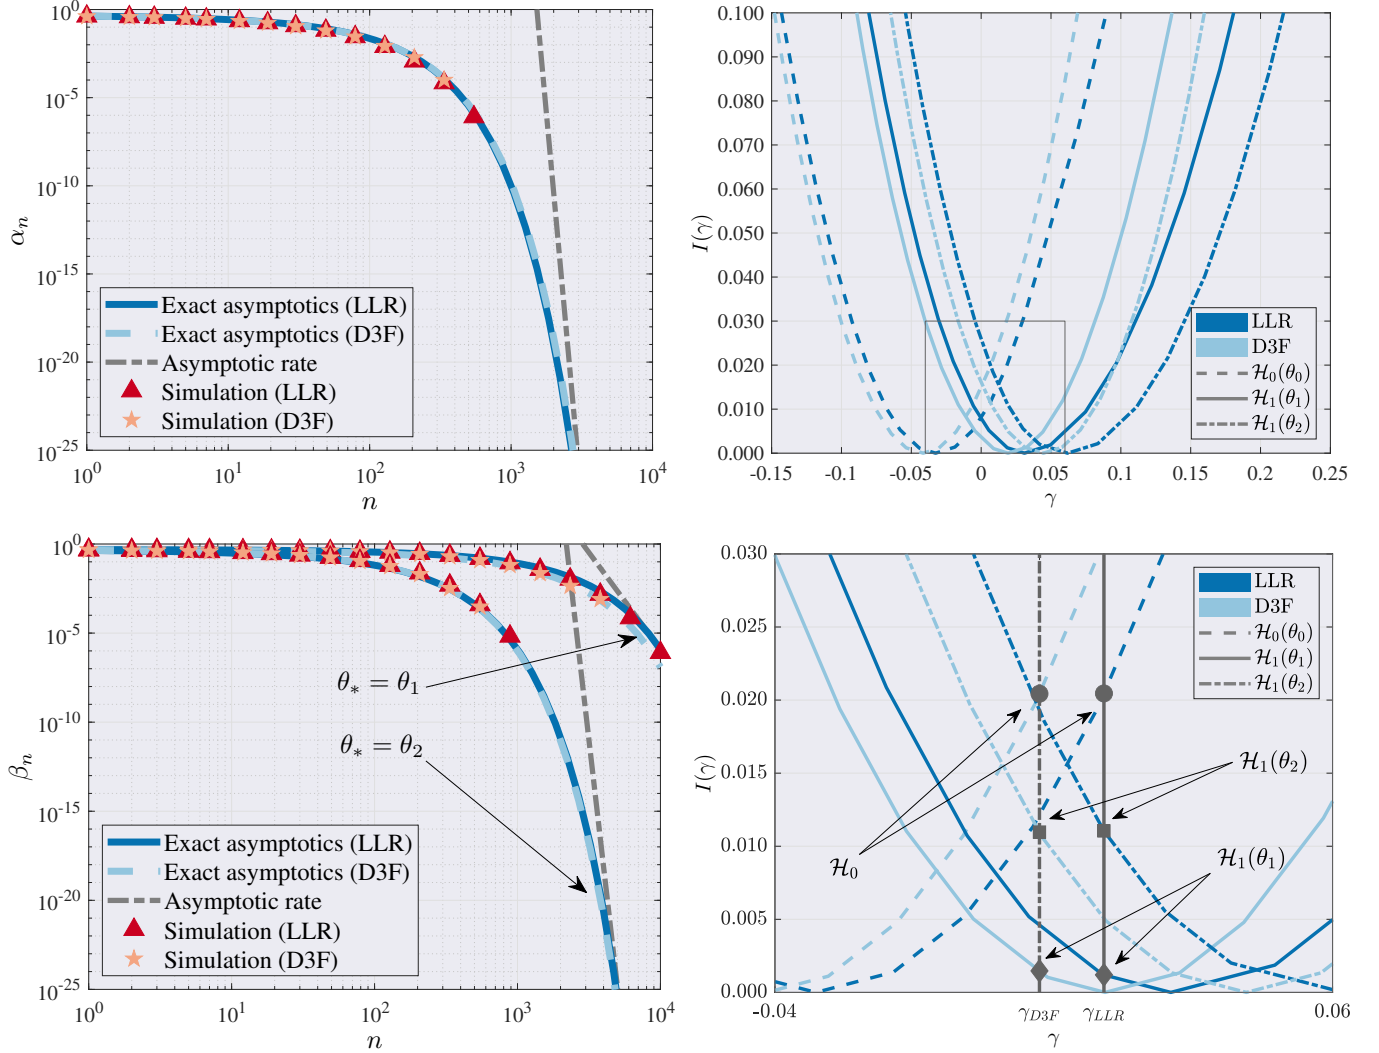 10^0
10^-5
10^-10
10^-15
10^-20
10^-25
α_n
10^0
10^1
10^2
10^3
10^4
n
Exact asymptotics (LLR)
Exact asymptotics (D3F)
Asymptotic rate
Simulation (LLR)
Simulation (D3F)
0.100
0.090
0.080
0.070
0.060
0.050
0.040
0.030
0.020
0.010
0.000
I(γ)
-0.15
-0.1
-0.05
0
0.05
0.1
0.15
0.2
0.25
γ
LLR
D3F
ℋ_0(θ_0)
ℋ_1(θ_1)
ℋ_1(θ_2)
10^0
10^-5
10^-10
10^-15
10^-20
10^-25
β_n
θ_* = θ_1
θ_* = θ_2
Exact asymptotics (LLR)
Exact asymptotics (D3F)
Asymptotic rate
Simulation (LLR)
Simulation (D3F)
10^0
10^1
10^2
10^3
10^4
n
0.030
0.025
0.020
0.015
0.010
0.005
0.000
I(γ)
LLR
D3F
ℋ_0(θ_0)
ℋ_1(θ_1)
ℋ_1(θ_2)
ℋ_1(θ_2)
ℋ_0
ℋ_1(θ_1)
-0.04
γ_D3F
γ_LLR
0.06
γ